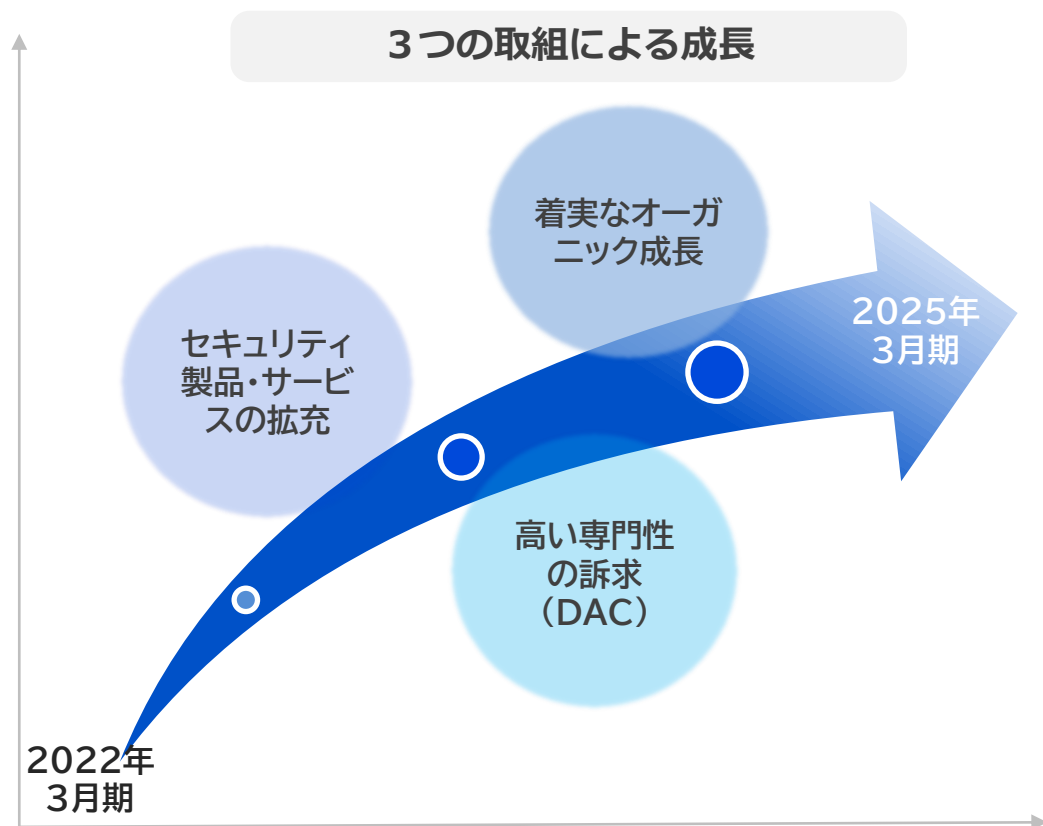 3つの取組による成長
着実なオーガ
ニック成長
2025年
3月期
セキュリティ
製品・サービ
スの拡充
高い専門性
の訴求
（DAC）
2022年
3月期